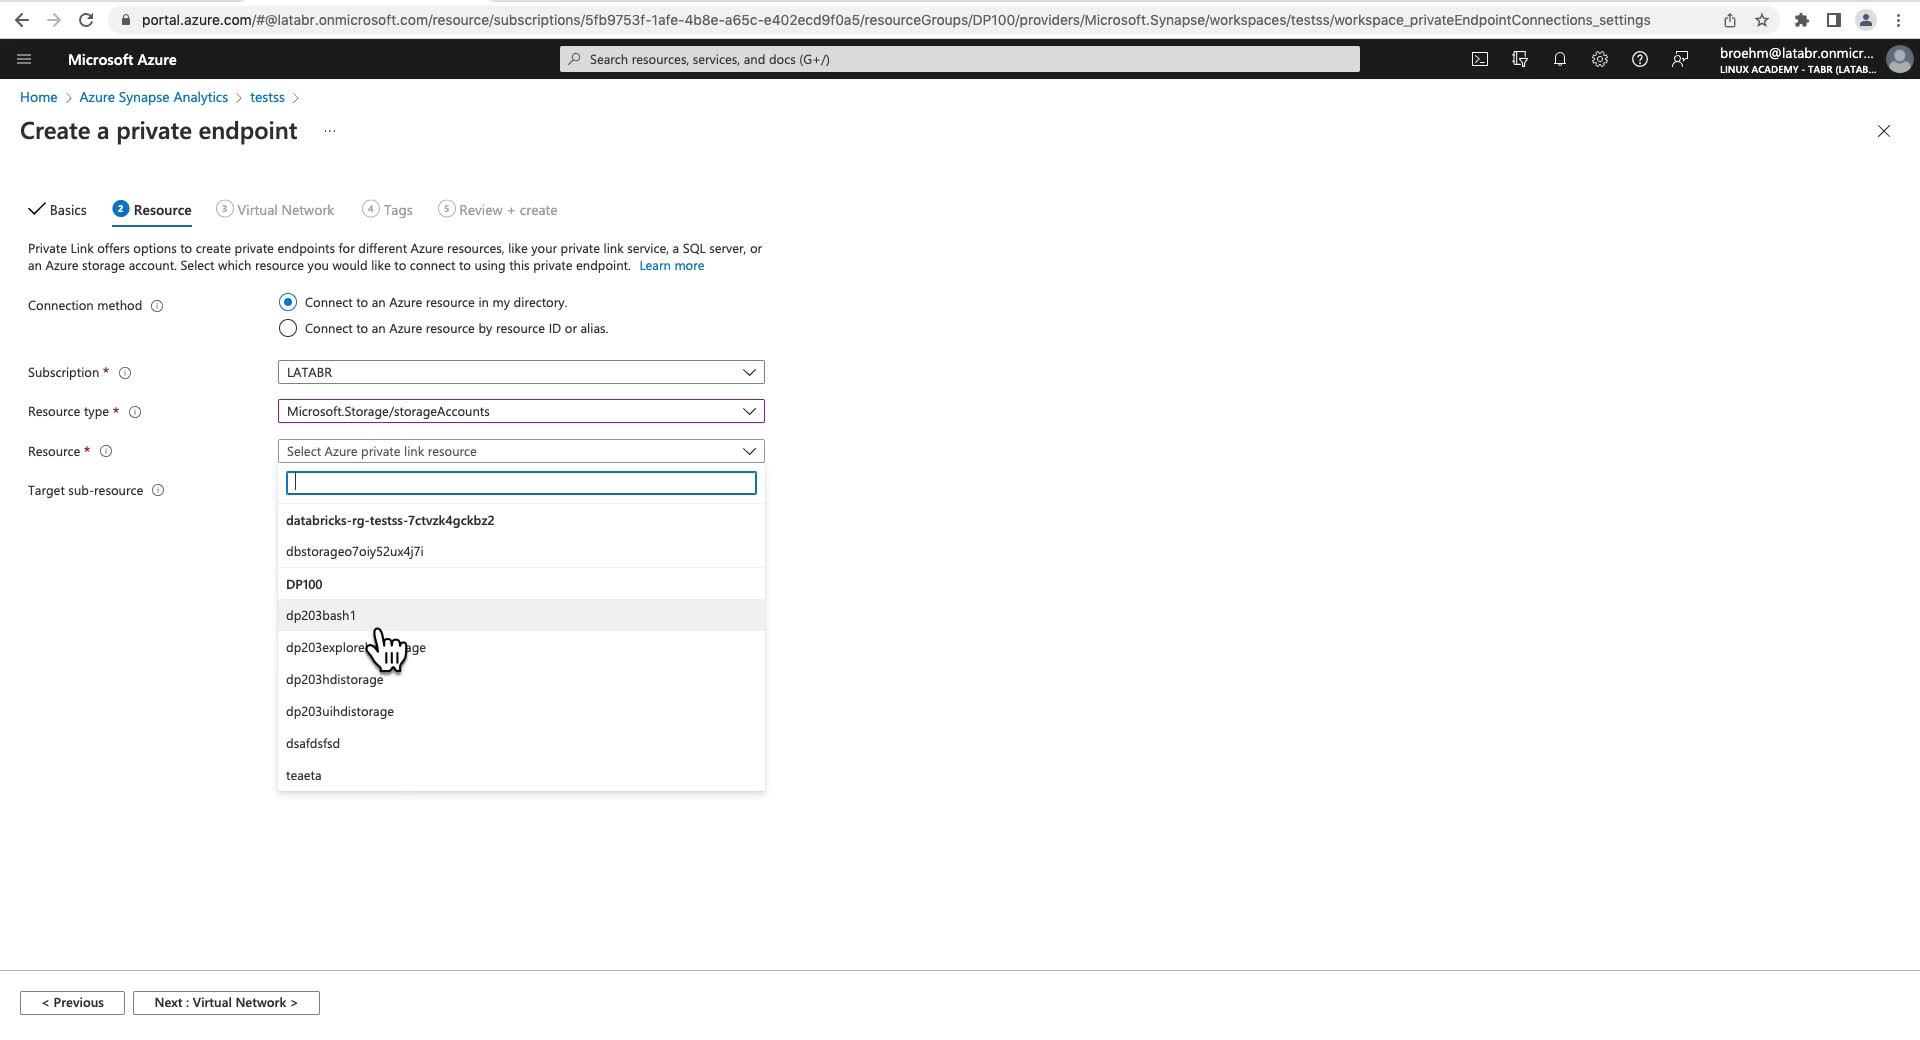 portal.azure.com/#@latabr.onmicrosoft.com/resource/subscriptions/5fb9753f-1afe-4b8e-a65c-e402ecd9f0a5/resourceGroups/DP100/providers/Microsoft.Synapse/workspaces/testss/workspace_privateEndpointConnections_settings
Microsoft Azure
Search resources, services, and docs (G+/)
broehm@latabr.onmicr...
LINUX ACADEMY - TABR (LATAB...
Home > Azure Synapse Analytics > testss >
Create a private endpoint ...
Basics 2 Resource 3 Virtual Network 4 Tags 5 Review + create
Private Link offers options to create private endpoints for different Azure resources, like your private link service, a SQL server, or
an Azure storage account. Select which resource you would like to connect to using this private endpoint. Learn more
Connection method
Connect to an Azure resource in my directory.
Connect to an Azure resource by resource ID or alias.
Subscription * LATABR
Resource type * Microsoft.Storage/storageAccounts
Resource * Select Azure private link resource
Target sub-resource
databricks-rg-testss-7ctvzk4gckbz2
dbstorageo7oiy52ux4j7i
DP100
dp203bash1
dp203hdistorage
dp203uihdistorage
dsafdsfsd
teaeta
< Previous Next : Virtual Network >